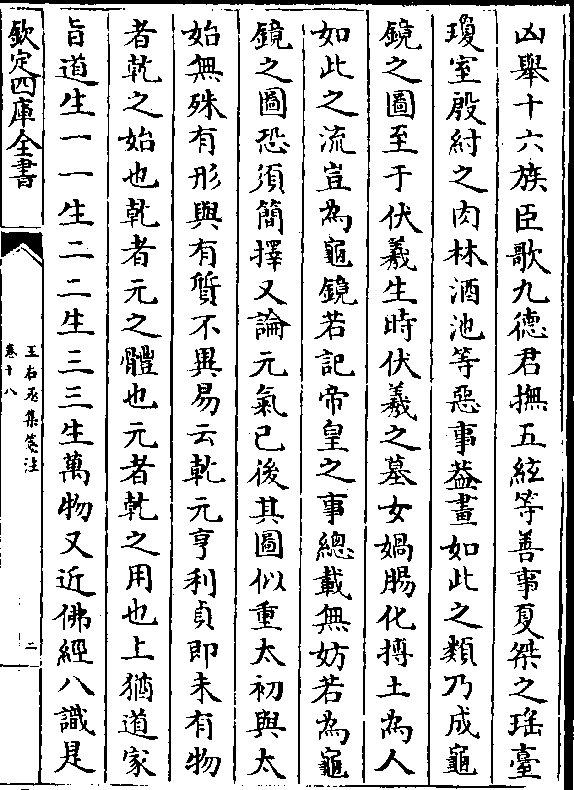 凶舉十六族臣歌九德君撫五絃等善事夏桀之瑶臺
瓊室殷紂之肉林酒池等惡事葢畫如此之類乃成龜
鏡之圖至于伏羲生時伏羲之墓女媧腸化摶土為人
如此之流豈為龜鏡若記帝皇之事總載無妨若為龜
鏡之圖恐須簡擇又論元氣已後其圖似重太初與太
始無殊有形與有質不異易云乾元亨利貞即未有物
者乾之始也乾者元之體也元者乾之用也上猶道家
旨道生一一生二二生三三生萬物又近佛經八識是
欽定四庫全書
王右丞集箋注
卷十八
二